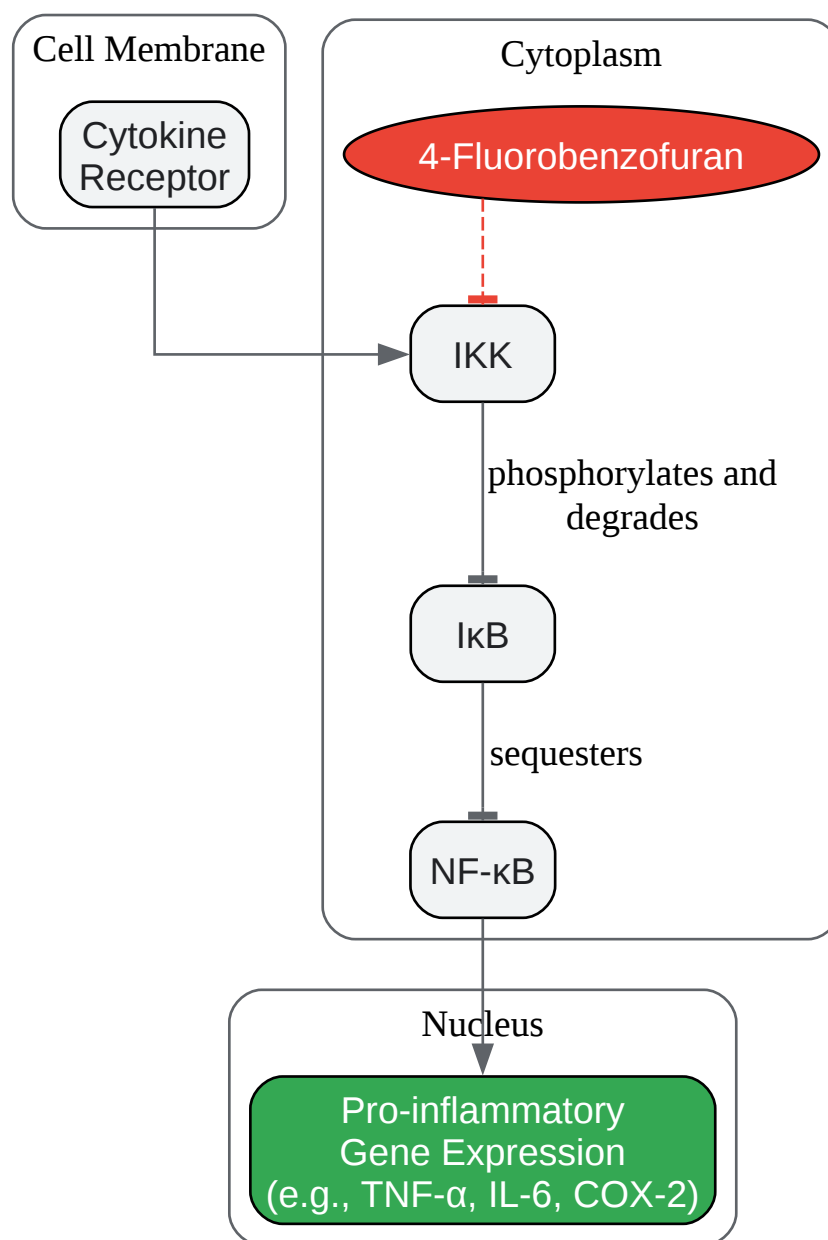 Cell Membrane
Cytokine
Receptor
Cytoplasm
4-Fluorobenzofuran
IKK
phosphorylates and
degrades
IκB
sequesters
NF-κB
Nucleus
Pro-inflammatory
Gene Expression
(e.g., TNF-α, IL-6, COX-2)